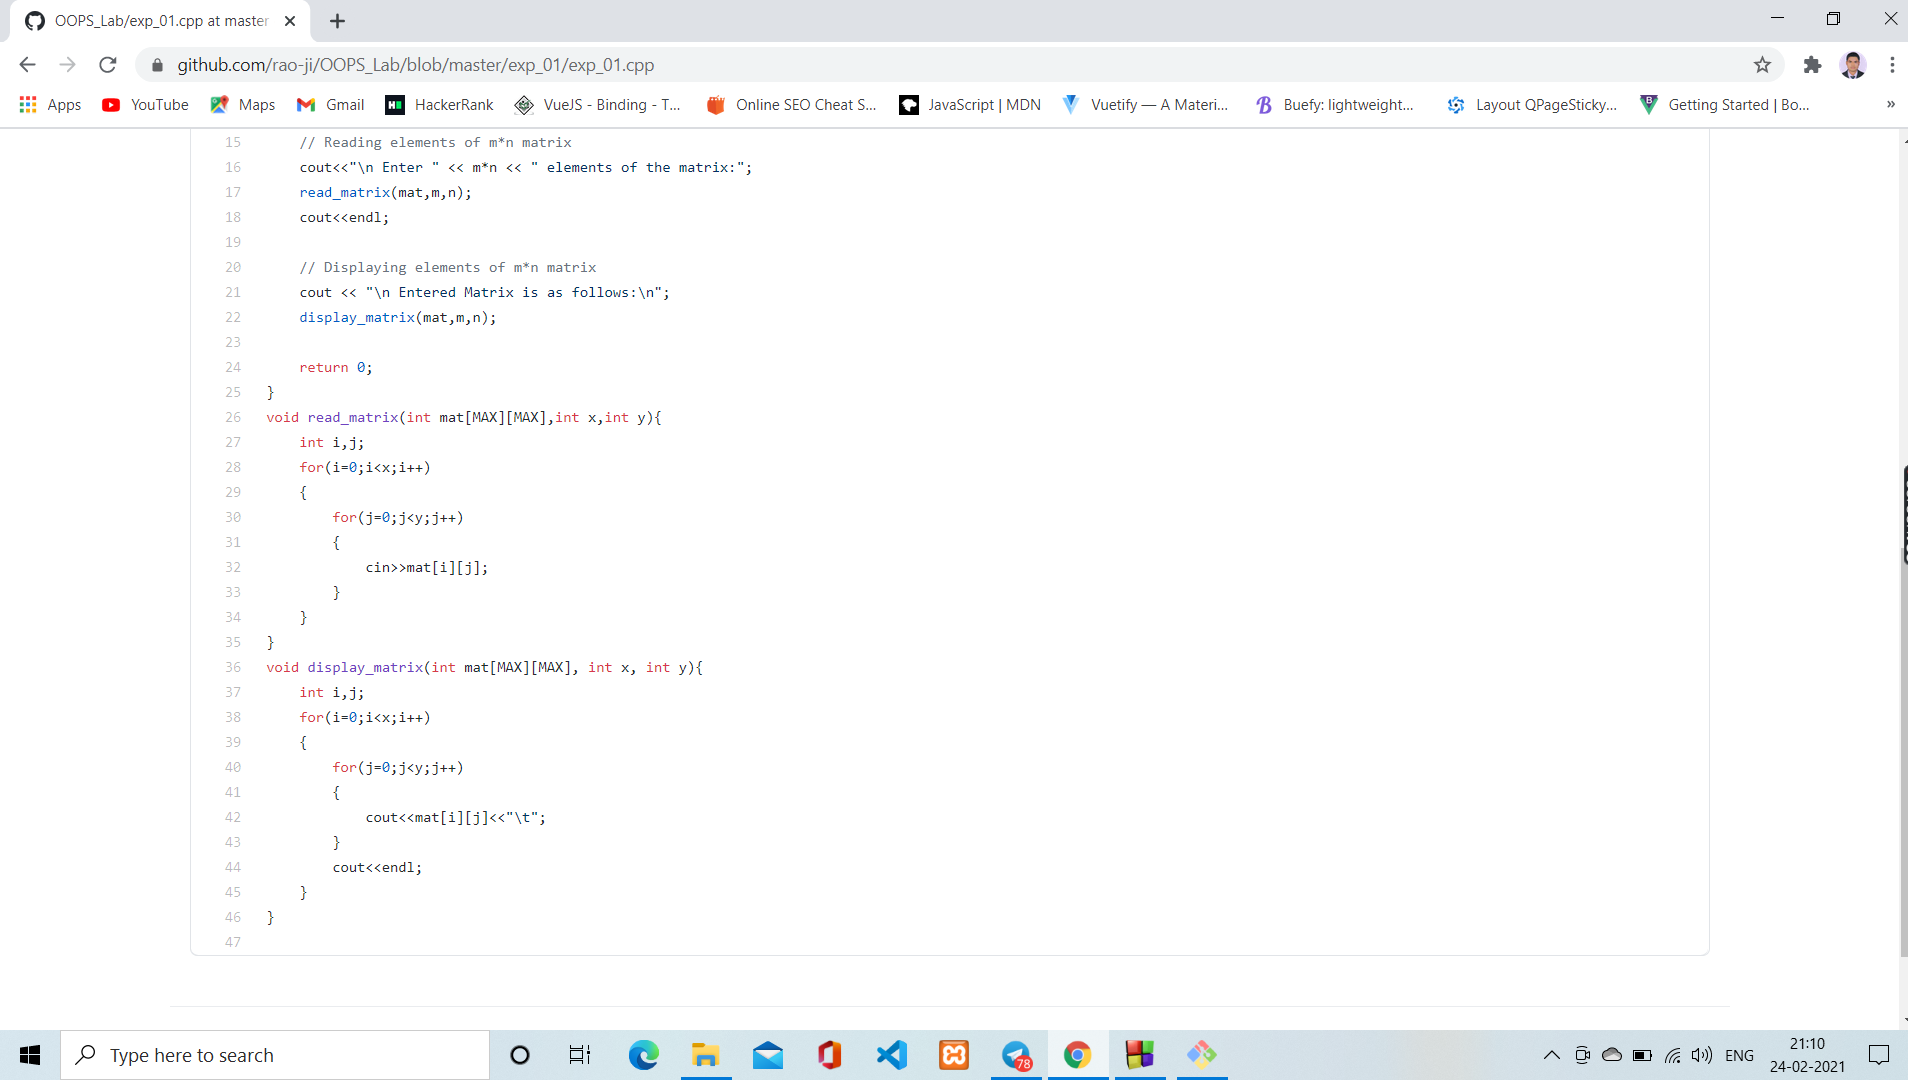 OOPS_Lab/exp_01.cpp at master
github.com/rao-ji/OOPS_Lab/blob/master/exp_01/exp_01.cpp
Apps YouTube Maps Gmail HackerRank VueJS - Binding - T... Online SEO Cheat S... JavaScript | MDN Vuetify — A Materi... Buefy: lightweight... Layout QPageSticky... Getting Started | Bo... »
15 // Reading elements of m*n matrix
16 cout<<"\n Enter " << m*n << " elements of the matrix:";
17 read_matrix(mat,m,n);
18 cout<<endl;
19
20 // Displaying elements of m*n matrix
21 cout << "\n Entered Matrix is as follows:\n";
22 display_matrix(mat,m,n);
23
24 return 0;
25 }
26 void read_matrix(int mat[MAX][MAX],int x,int y){
27 int i,j;
28 for(i=0;i<x;i++)
29 {
30 for(j=0;j<y;j++)
31 {
32 cin>>mat[i][j];
33 }
34 }
35 }
36 void display_matrix(int mat[MAX][MAX], int x, int y){
37 int i,j;
38 for(i=0;i<x;i++)
39 {
40 for(j=0;j<y;j++)
41 {
42 cout<<mat[i][j]<<"\t";
43 }
44 cout<<endl;
45 }
46 }
47
Type here to search
78
ENG
21:10
24-02-2021